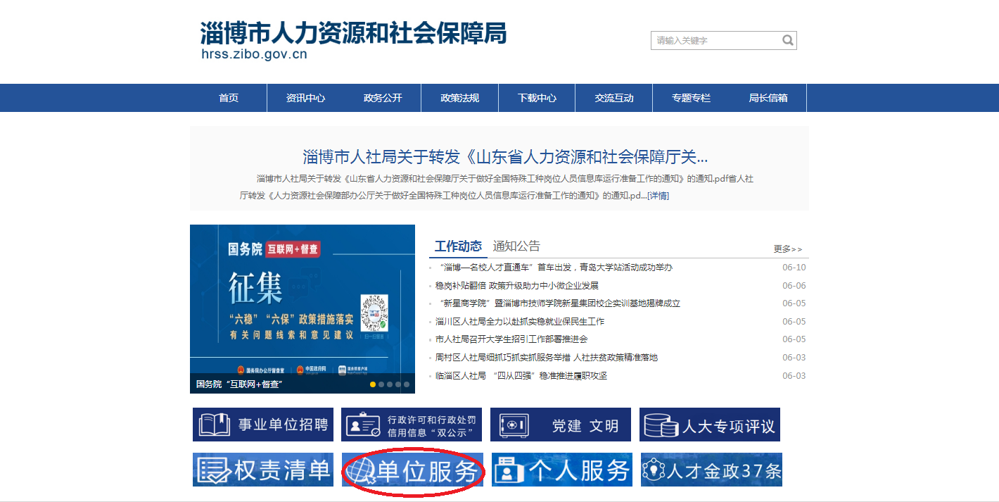 淄博市人力资源和社会保障局
hrss.zibo.gov.cn
请输入关键字
首页 资讯中心 政务公开 政策法规 下载中心 交流互动 专题专栏 局长信箱
淄博市人社局关于转发《山东省人力资源和社会保障厅关...
淄博市人社局关于转发《山东省人力资源和社会保障厅关于做好全国特殊工种岗位人员信息库运行准备工作的通知》的通知.pdf省人社
厅转发《人力资源社会保障部办公厅关于做好全国特殊工种岗位人员信息库运行准备工作的通知》的通知.pd...[详情]
国务院 互联网+督查
征集
“六稳”“六保”政策措施落实
有关问题线索和意见建议
扫一扫留言
国务院办公厅督查室 中国政府网 国务院客户端
国务院“互联网+督查”
工作动态 通知公告 更多>>
“淄博—名校人才直通车”首车出发，青岛大学站活动成功举办 06-10
稳岗补贴翻倍 政策升级助力中小微企业发展 06-06
“新星商学院”暨淄博市技师学院新星集团校企实训基地揭牌成立 06-05
淄川区人社局全力以赴抓实稳就业保民生工作 06-05
市人社局召开大学生招引工作部署推进会 06-05
周村区人社局细抓巧抓实抓服务举措 人社扶贫政策精准落地 06-03
临淄区人社局 “四从四强”稳准推进履职攻坚 06-03
事业单位招聘
行政许可和行政处罚
信用信息“双公示”
党建 文明
人大专项评议
权责清单 单位服务 个人服务 人才金政37条